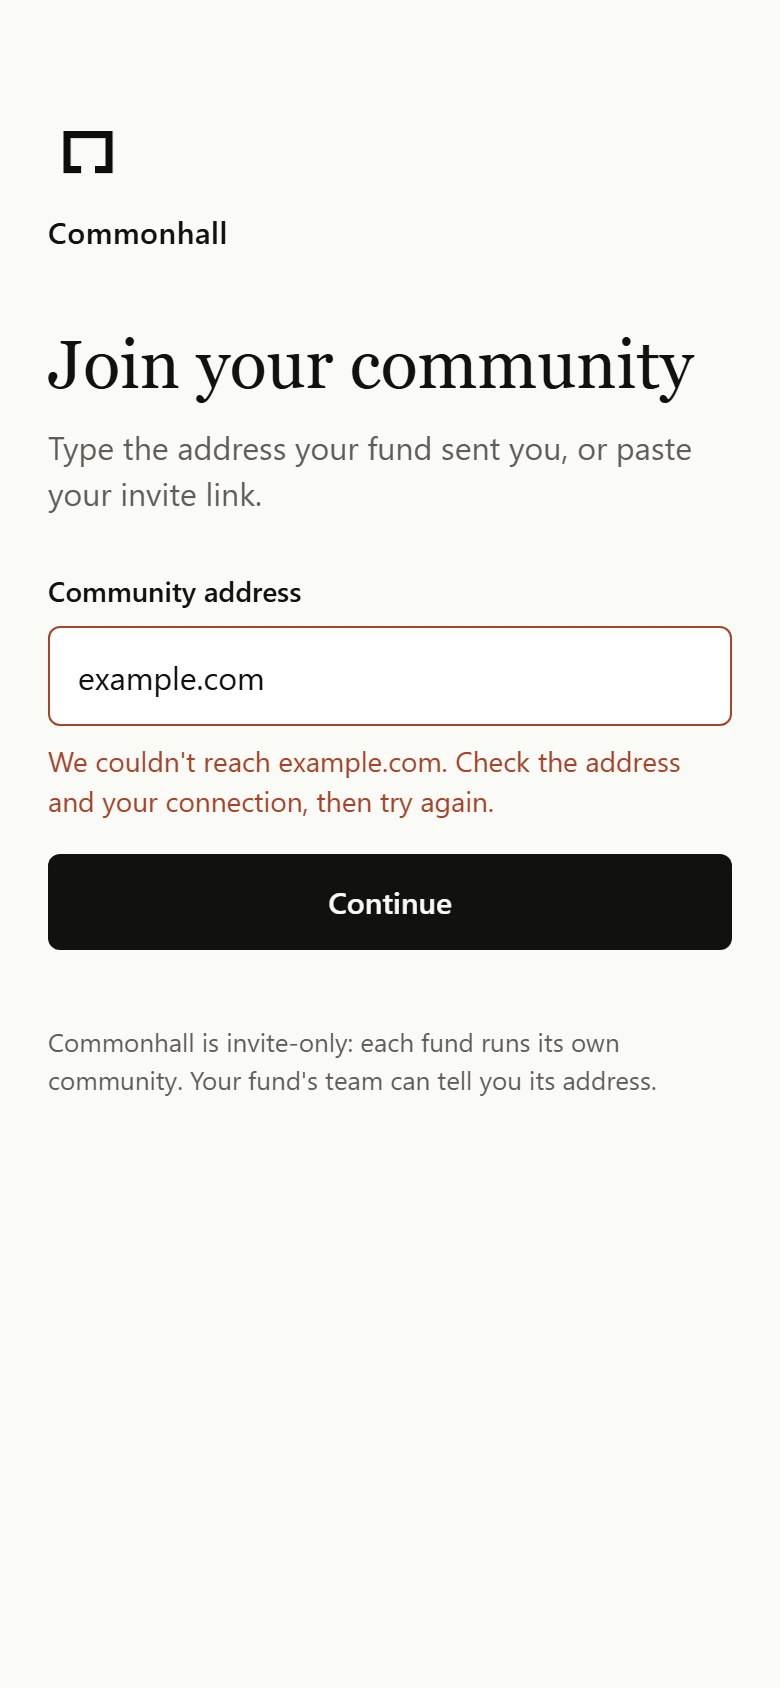 Commonhall
Join your community
Type the address your fund sent you, or paste
your invite link.
Community address
example.com
We couldn't reach example.com. Check the address
and your connection, then try again.
Continue
Commonhall is invite-only: each fund runs its own
community. Your fund's team can tell you its address.